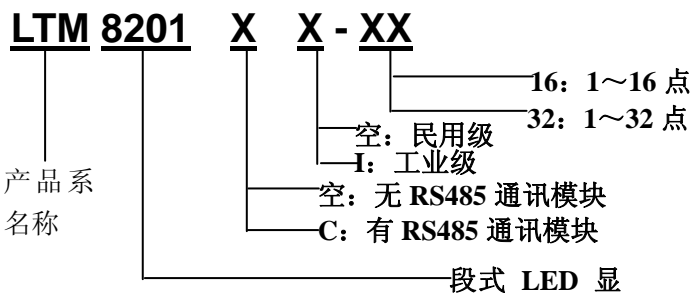 LTM 8201 X X - XX
16：1～16 点
32：1～32 点
空：民用级
I：工业级
产品系
名称
空：无 RS485 通讯模块
C：有 RS485 通讯模块
段式 LED 显